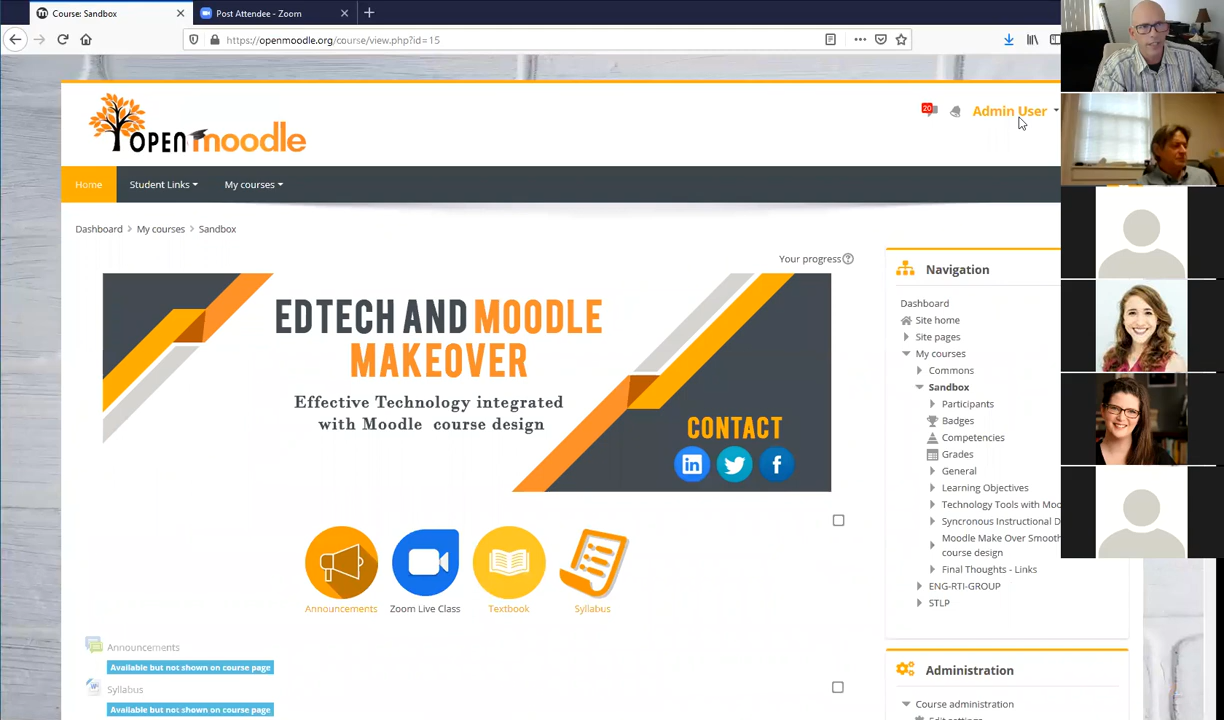 Course: Sandbox
Post Attendee - Zoom
https://openmoodle.org/course/view.php?id=15
OPEN moodle
20
Admin User
Home
Student Links
My courses
Dashboard
My courses
Sandbox
Your progress
EDTECH AND MOODLE
MAKEOVER
Effective Technology integrated
with Moodle course design
CONTACT
Announcements
Zoom Live Class
Textbook
Syllabus
Announcements
Available but not shown on course page
Syllabus
Available but not shown on course page
Navigation
Dashboard
Site home
Site pages
My courses
Commons
Sandbox
Participants
Badges
Competencies
Grades
General
Learning Objectives
Technology Tools with Moo
Syncronous Instructional D
Moodle Make Over Smooth
course design
Final Thoughts - Links
ENG-RTI-GROUP
STLP
Administration
Course administration